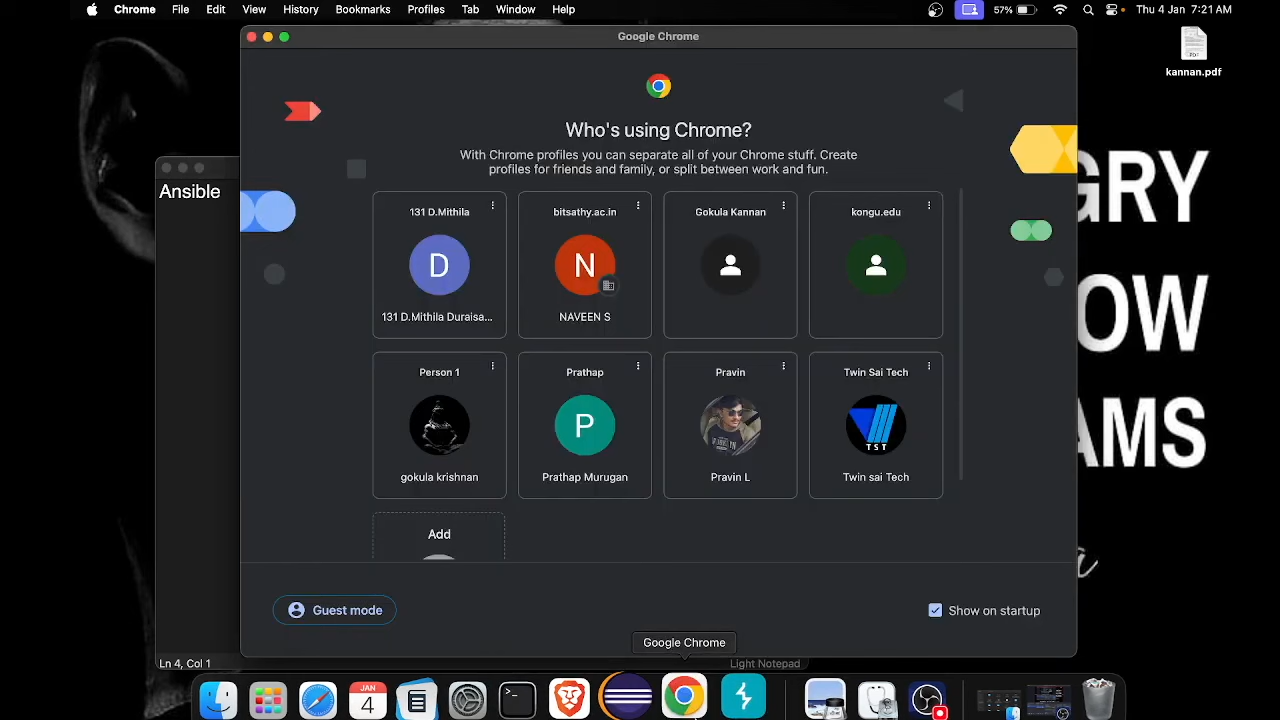 Chrome File Edit View History Bookmarks Profiles Tab Window Help 57% Thu 4 Jan 7:21 AM
Google Chrome
PDF
kannan.pdf
Who's using Chrome?
With Chrome profiles you can separate all of your Chrome stuff. Create
profiles for friends and family, or split between work and fun.
Ansible
131 D.Mithila bitsathy.ac.in Gokula Kannan kongu.edu
D N
131 D.Mithila Duraisa... NAVEEN S
Person 1 Prathap Pravin Twin Sai Tech
P TST
gokula krishnan Prathap Murugan Pravin L Twin sai Tech
Add
GRY
OW
AMS
Guest mode Show on startup
Google Chrome
Ln 4, Col 1 Light Notepad
JAN
4